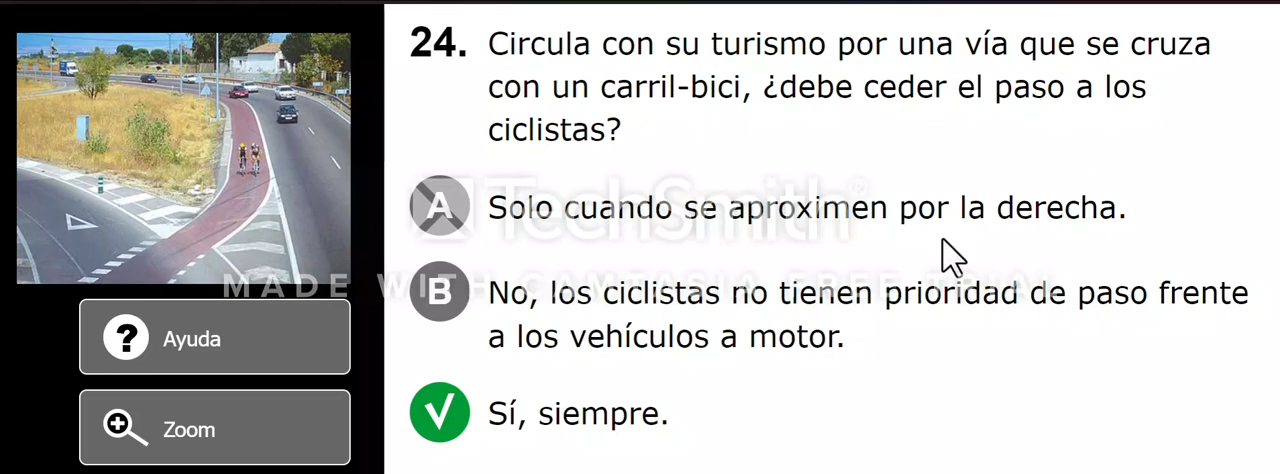 24. Circula con su turismo por una vía que se cruza
con un carril-bici, ¿debe ceder el paso a los
ciclistas?
TechSmith
A Solo cuando se aproximen por la derecha.
MADE WITH CAMTASIA FREE TRIAL
B No, los ciclistas no tienen prioridad de paso frente
a los vehículos a motor.
Sí, siempre.
? Ayuda
Zoom